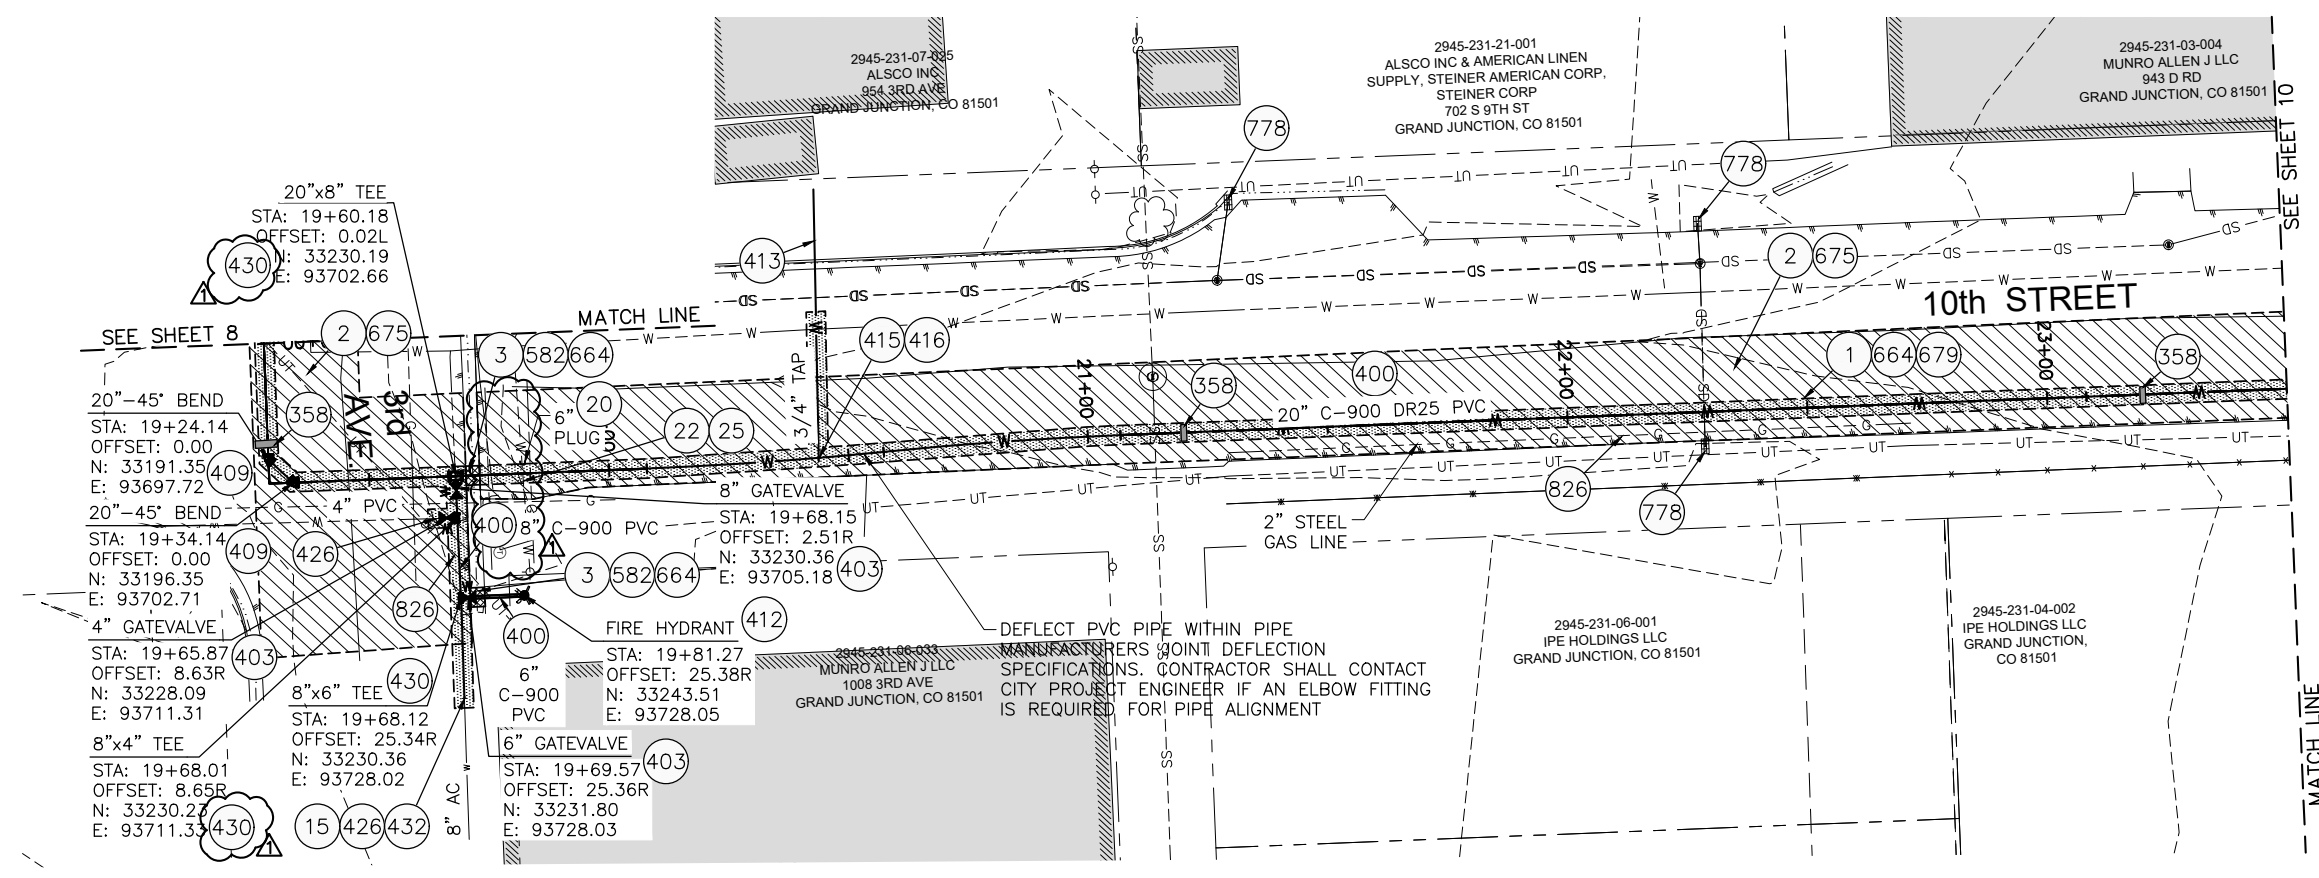 2945-231-07-025
ALSCO INC
954 3RD AVE
GRAND JUNCTION, CO 81501
2945-231-21-001
ALSCO INC & AMERICAN LINEN
SUPPLY, STEINER AMERICAN CORP,
STEINER CORP
702 S 9TH ST
GRAND JUNCTION, CO 81501
2945-231-03-004
MUNRO ALLEN J LLC
943 D RD
GRAND JUNCTION, CO 81501
SEE SHEET 10
MATCH LINE
778
778
20"x8" TEE
STA: 19+60.18
OFFSET: 0.02L
N: 33230.19
E: 93702.66
430
1
413
2 675
10th STREET
SEE SHEET 8
MATCH LINE
2 675
3 582 664
415 416
3/4" TAP
21+00
22+00
23+00
358
400
1 664 679
358
20" C-900 DR25 PVC
3rd
AVE.
20"-45° BEND
STA: 19+24.14
OFFSET: 0.00
N: 33191.35
E: 93697.72
409
358
6"
PLUG
20
22 25
20"-45° BEND
STA: 19+34.14
OFFSET: 0.00
N: 33196.35
E: 93702.71
409
4" PVC
426
400
8" C-900 PVC
1
8" GATEVALVE
STA: 19+68.15
OFFSET: 2.51R
N: 33230.36
E: 93705.18
403
3 582 664
826
2" STEEL
GAS LINE
826
778
4" GATEVALVE
STA: 19+65.87
OFFSET: 8.63R
N: 33228.09
E: 93711.31
403
400
6"
C-900
PVC
FIRE HYDRANT
412
STA: 19+81.27
OFFSET: 25.38R
N: 33243.51
E: 93728.05
2945-231-06-033
MUNRO ALLEN J LLC
1008 3RD AVE
GRAND JUNCTION, CO 81501
DEFLECT PVC PIPE WITHIN PIPE
MANUFACTURERS JOINT DEFLECTION
SPECIFICATIONS. CONTRACTOR SHALL CONTACT
CITY PROJECT ENGINEER IF AN ELBOW FITTING
IS REQUIRED FOR PIPE ALIGNMENT
2945-231-06-001
IPE HOLDINGS LLC
GRAND JUNCTION, CO 81501
2945-231-04-002
IPE HOLDINGS LLC
GRAND JUNCTION,
CO 81501
8"x6" TEE
430
STA: 19+68.12
OFFSET: 25.34R
N: 33230.36
E: 93728.02
8"x4" TEE
STA: 19+68.01
OFFSET: 8.65R
N: 33230.23
E: 93711.33
430
1
15 426 432
8" AC
6" GATEVALVE
STA: 19+69.57
OFFSET: 25.36R
N: 33231.80
E: 93728.03
403